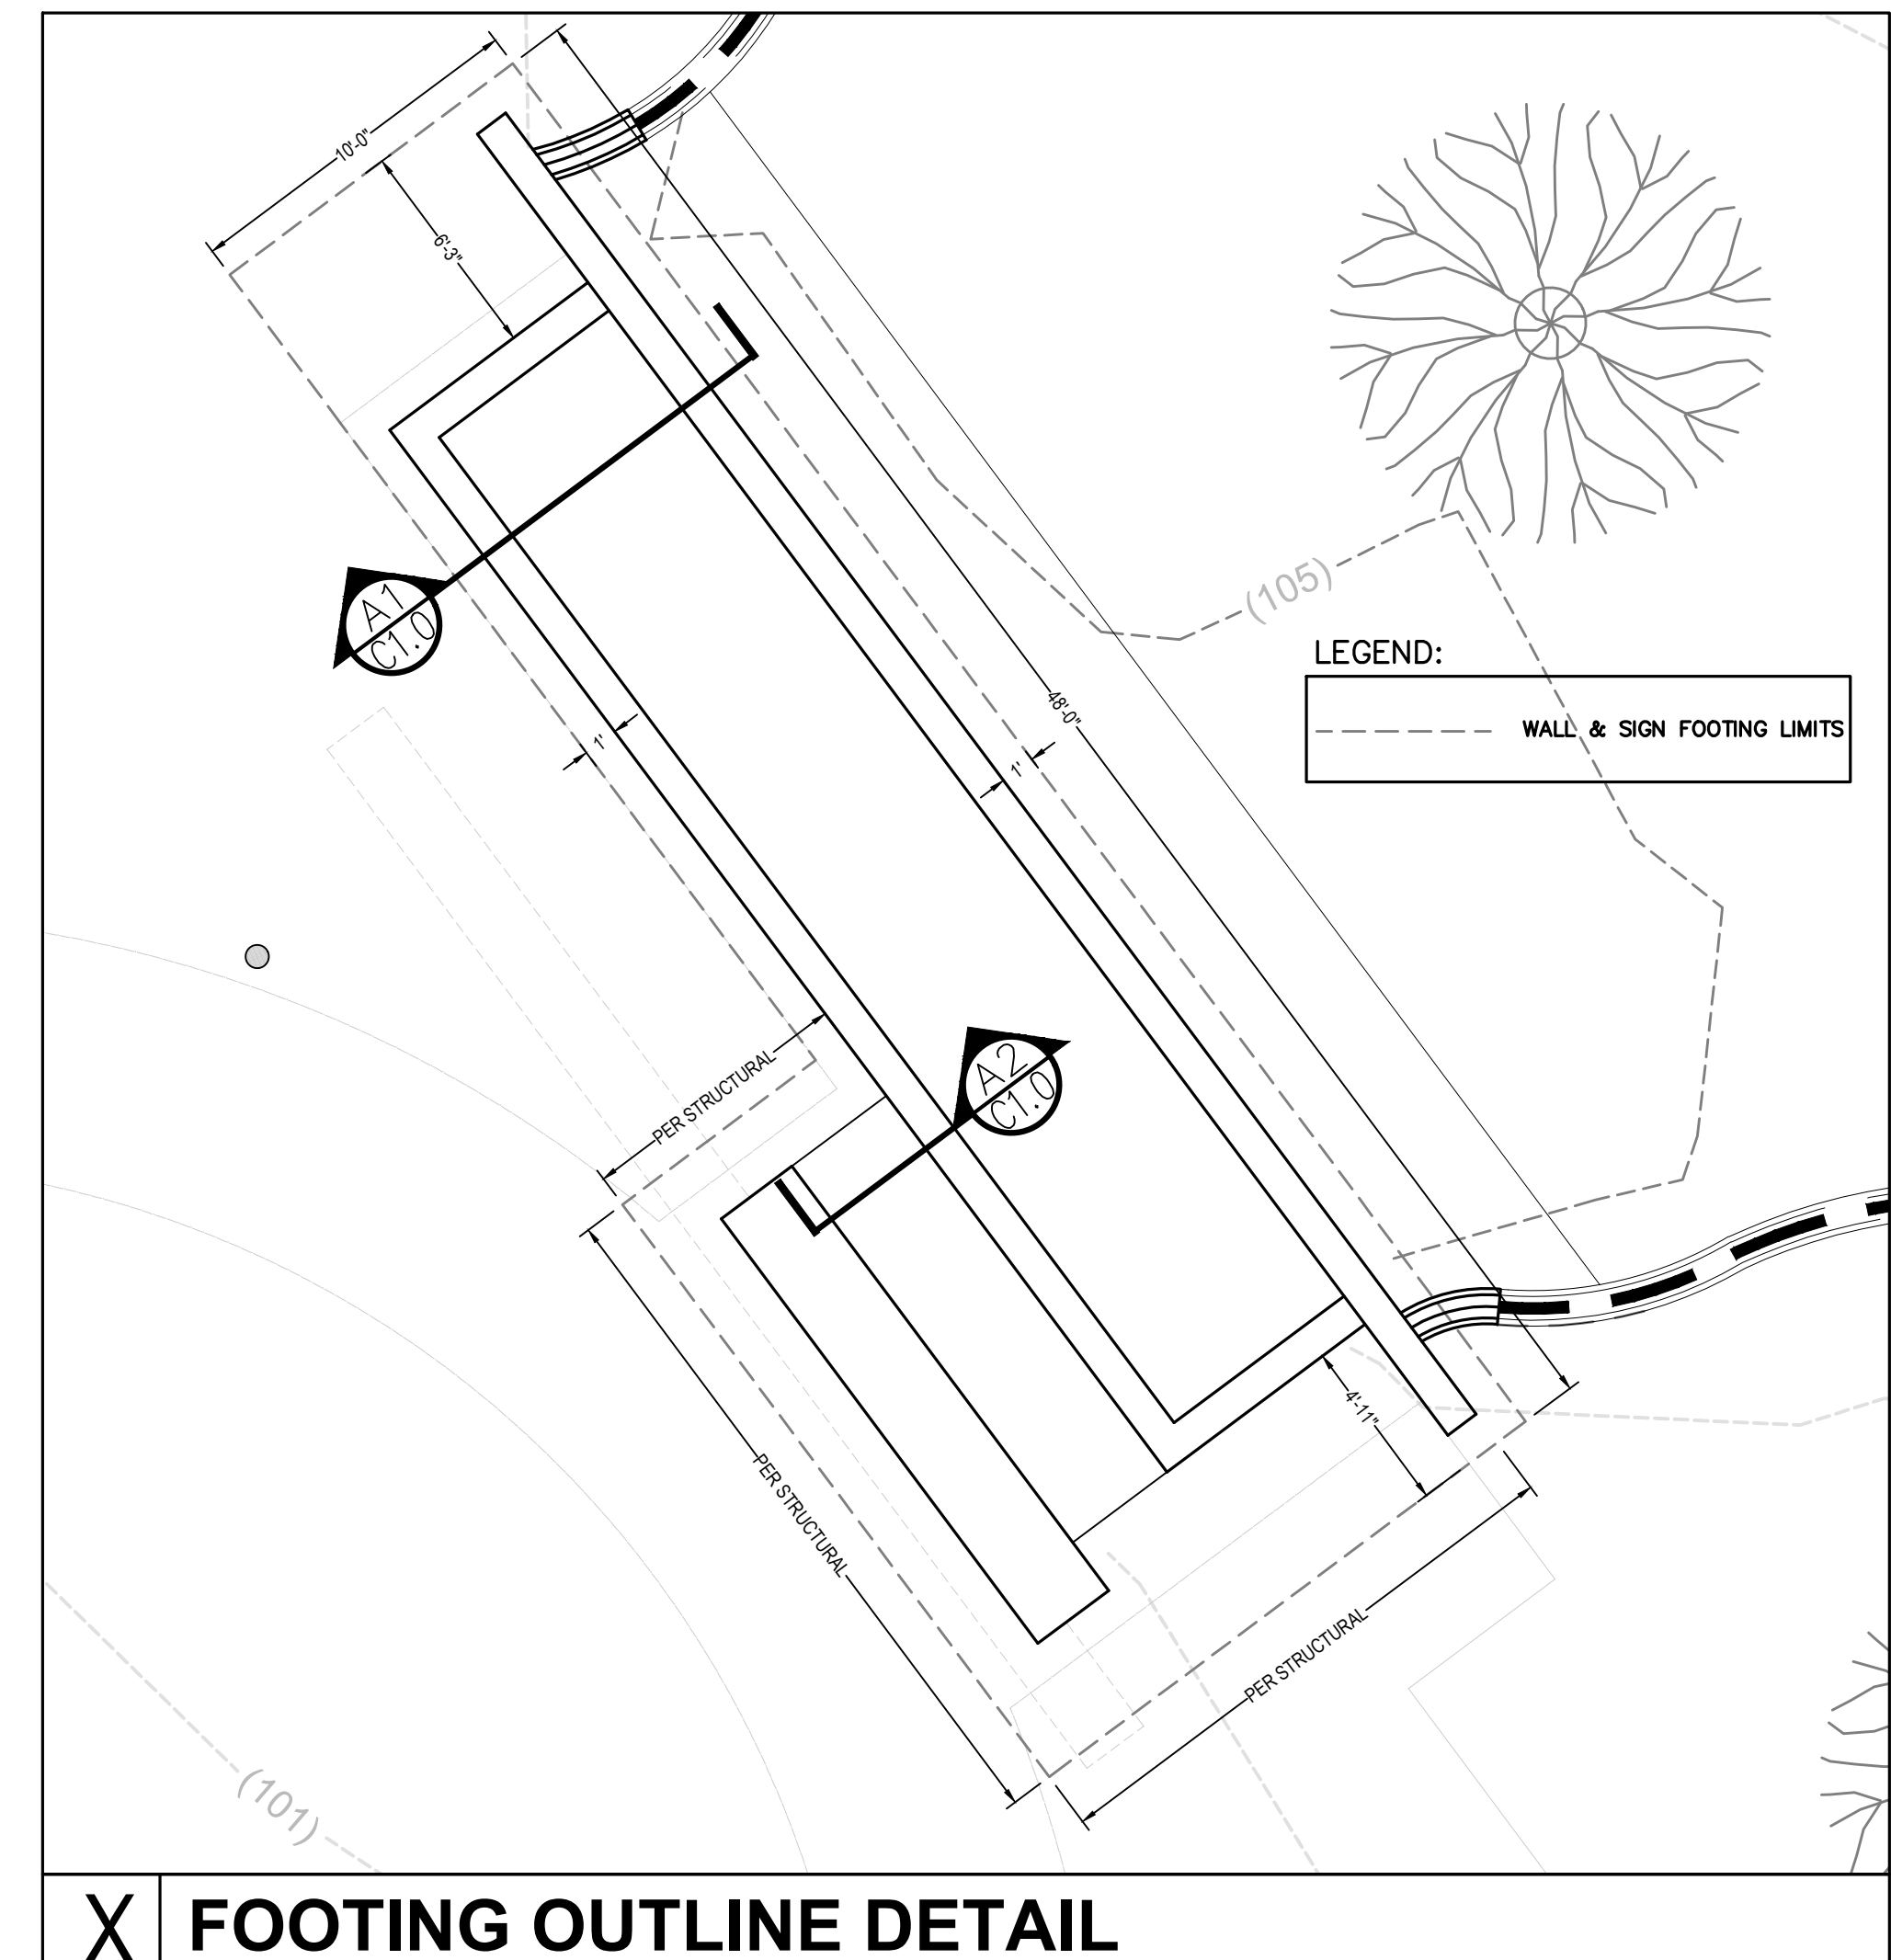 10'-0"
6'-3"
A1
C1.0
(105)
LEGEND:
WALL & SIGN FOOTING LIMITS
48'-0"
1'
1'
PER STRUCTURAL
A2
C1.0
4'-11"
PER STRUCTURAL
PER STRUCTURAL
(101)
X
FOOTING OUTLINE DETAIL